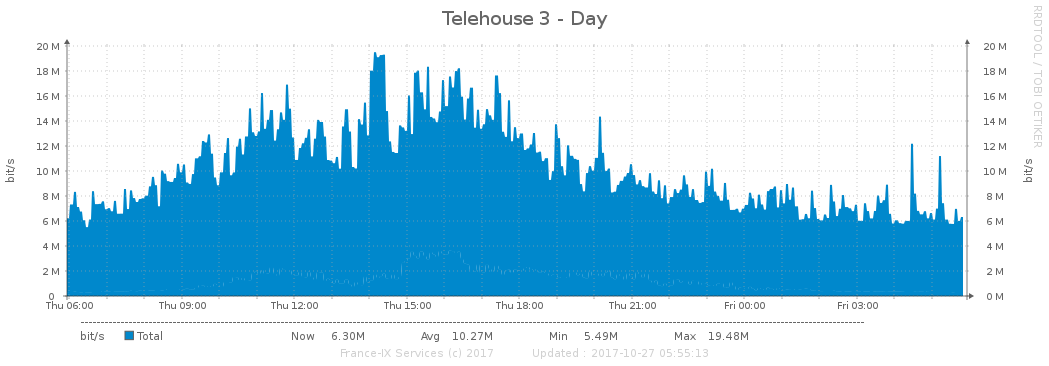 Telehouse 3 - Day
RRDTOOL / TOBI OETIKER
bit/s
20 M 20 M
18 M 18 M
16 M 16 M
14 M 14 M
12 M 12 M
10 M 10 M
8 M 8 M
6 M 6 M
4 M 4 M
2 M 2 M
0 0 M
bit/s
Thu 06:00 Thu 09:00 Thu 12:00 Thu 15:00 Thu 18:00 Thu 21:00 Fri 00:00 Fri 03:00
bit/s Total Now 6.30M Avg 10.27M Min 5.49M Max 19.48M
France-IX Services (c) 2017 Updated : 2017-10-27 05:55:13